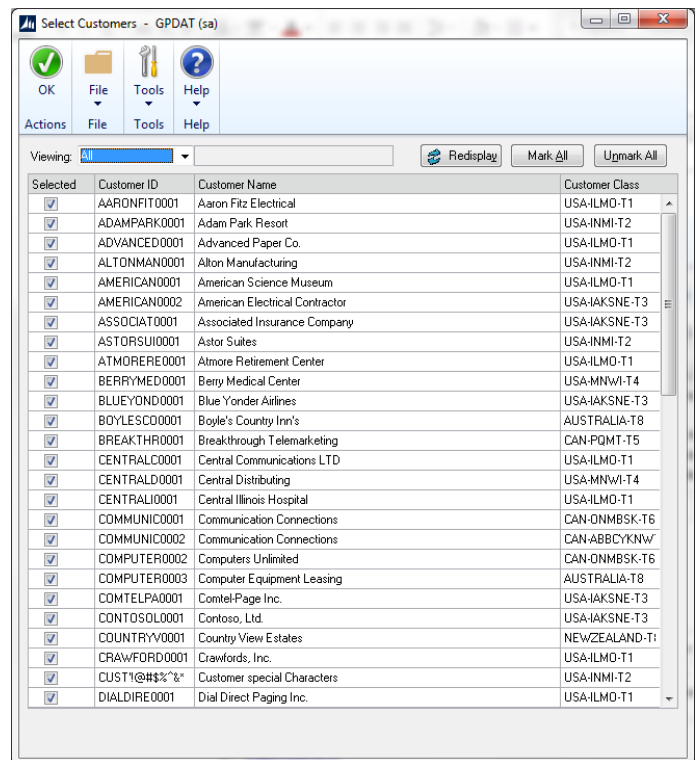 Select Customers - GPDAT (sa)
OK File Tools Help
Actions File Tools Help
Viewing: All Redisplay Mark All Unmark All
Selected Customer ID Customer Name Customer Class
AARONFIT0001 Aaron Fitz Electrical USA-ILMO-T1
ADAMPARK0001 Adam Park Resort USA-INMI-T2
ADVANCED0001 Advanced Paper Co. USA-ILMO-T1
ALTONMAN0001 Alton Manufacturing USA-INMI-T2
AMERICAN0001 American Science Museum USA-ILMO-T1
AMERICAN0002 American Electrical Contractor USA-IAKSNE-T3
ASSOCIAT0001 Associated Insurance Company USA-IAKSNE-T3
ASTORSUI0001 Astor Suites USA-INMI-T2
ATMORERE0001 Atmore Retirement Center USA-ILMO-T1
BERRYMED0001 Berry Medical Center USA-MNWI-T4
BLUEYOND0001 Blue Yonder Airlines USA-IAKSNE-T3
BOYLESCO0001 Boyle's Country Inn's AUSTRALIA-T8
BREAKTHR0001 Breakthrough Telemarketing CAN-PQMT-T5
CENTRALC0001 Central Communications LTD USA-ILMO-T1
CENTRALD0001 Central Distributing USA-MNWI-T4
CENTRALI0001 Central Illinois Hospital USA-ILMO-T1
COMMUNIC0001 Communication Connections CAN-ONMBSK-T6
COMMUNIC0002 Communication Connections CAN-ABBCYKNW
COMPUTER0002 Computers Unlimited CAN-ONMBSK-T6
COMPUTER0003 Computer Equipment Leasing AUSTRALIA-T8
COMTELPA0001 Comtel-Page Inc. USA-IAKSNE-T3
CONTOSOL0001 Contoso, Ltd. USA-IAKSNE-T3
COUNTRYV0001 Country View Estates NEWZEALAND-T
CRAWFORD0001 Crawfords, Inc. USA-ILMO-T1
CUST'!@#$%^&* Customer special Characters USA-INMI-T2
DIALDIRE0001 Dial Direct Paging Inc. USA-ILMO-T1